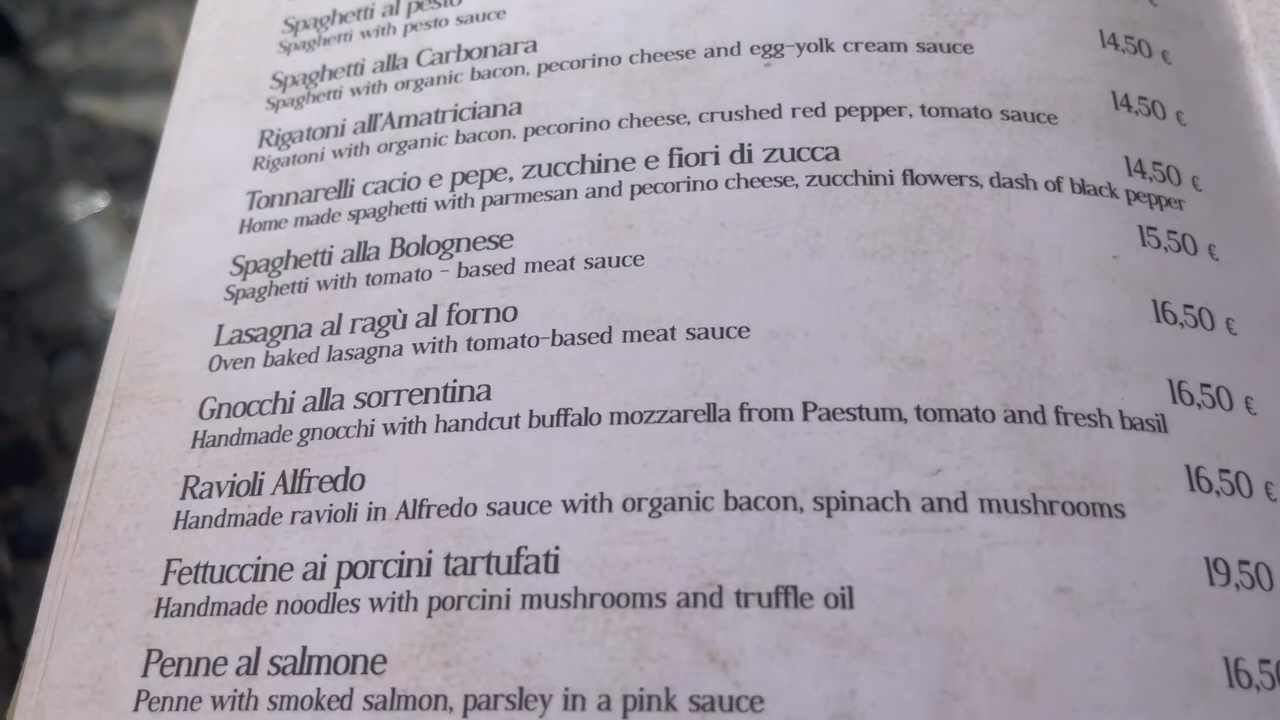 Spaghetti al pesto
Spaghetti with pesto sauce
Spaghetti alla Carbonara 14,50 €
Spaghetti with organic bacon, pecorino cheese and egg-yolk cream sauce
Rigatoni all'Amatriciana 14,50 €
Rigatoni with organic bacon, pecorino cheese, crushed red pepper, tomato sauce
Tonnarelli cacio e pepe, zucchine e fiori di zucca 14,50 €
Home made spaghetti with parmesan and pecorino cheese, zucchini flowers, dash of black pepper
Spaghetti alla Bolognese 15,50 €
Spaghetti with tomato - based meat sauce
Lasagna al ragù al forno 16,50 €
Oven baked lasagna with tomato-based meat sauce
Gnocchi alla sorrentina 16,50 €
Handmade gnocchi with handcut buffalo mozzarella from Paestum, tomato and fresh basil
Ravioli Alfredo 16,50 €
Handmade ravioli in Alfredo sauce with organic bacon, spinach and mushrooms
Fettuccine ai porcini tartufati 19,50
Handmade noodles with porcini mushrooms and truffle oil
Penne al salmone
Penne with smoked salmon, parsley in a pink sauce